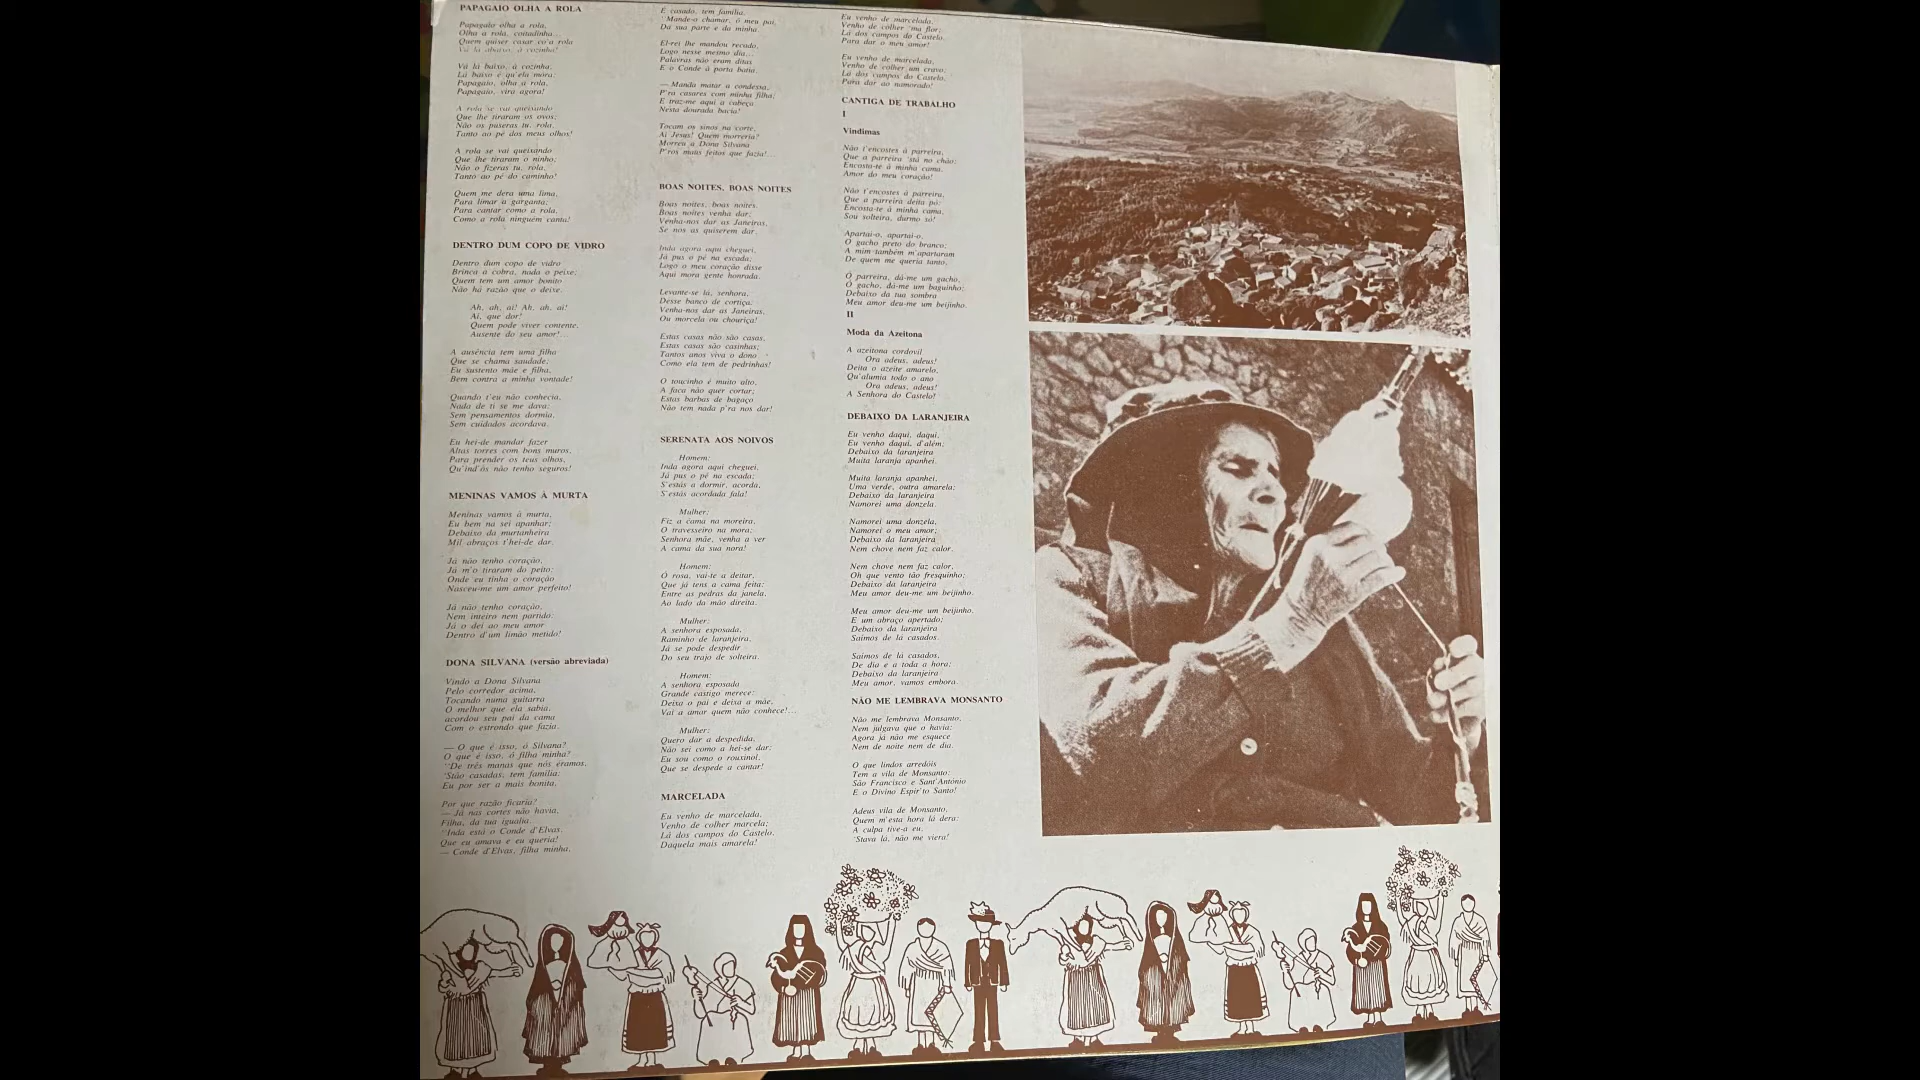 PAPAGAIO OLHA A ROLA
Papagaio olha a rola,
Olha a rola, coitadinha...
Quem quiser casar co'a rola
Vá lá abaixo, à cozinha!
Vá lá baixo, à cozinha,
Lá baixo é qu'ela mora;
Papagaio, olha a rola,
Papagaio, vira agora!
A rola se vai queixando
Que lhe tiraram os ovos;
Não os puseras tu, rola,
Tanto ao pé dos meus olhos!
A rola se vai queixando
Que lhe tiraram o ninho;
Não o fizeras tu, rola,
Tanto ao pé do caminho!
Quem me dera uma lima,
Para limar a garganta;
Para cantar como a rola,
Como a rola ninguém canta!
DENTRO DUM COPO DE VIDRO
Dentro dum copo de vidro
Brinca a cobra, nada o peixe;
Quem tem um amor bonito
Não há razão que o deixe.
Ah, ah, ai! Ah, ah, ai!
Ai, que dor!
Quem pode viver contente,
Ausente do seu amor!...
A ausência tem uma filha
Que se chama saudade;
Eu sustento mãe e filha,
Bem contra a minha vontade!
Quando t'eu não conhecia,
Nada de ti se me dava;
Sem pensamentos dormia,
Sem cuidados acordava.
Eu hei-de mandar fazer
Altas torres com bons muros,
Para prender os teus olhos,
Qu'ind'òs não tenho seguros!
MENINAS VAMOS À MURTA
Meninas vamos à murta,
Eu bem na sei apanhar;
Debaixo da murtanheira
Mil abraços t'hei-de dar.
Já não tenho coração,
Já m'o tiraram do peito;
Onde eu tinha o coração
Nasceu-me um amor perfeito!
Já não tenho coração,
Nem inteiro nem partido;
Já o dei ao meu amor
Dentro d'um limão metido!
DONA SILVANA (versão abreviada)
Vindo a Dona Silvana
Pelo corredor acima,
Tocando numa guitarra
O melhor que ela sabia,
acordou seu pai da cama
Com o estrondo que fazia.
— O que é isso, ó Silvana?
O que é isso, ó filha minha?
"De três manas que nós éramos,
'Stão casadas, tem família;
Eu por ser a mais bonita,
Por que razão ficaria?
— Já nas cortes não havia,
Filha, da tua igualia.
"Inda está o Conde d'Elvas,
Que eu amava e eu queria!
— Conde d'Elvas, filha minha,
É casado, tem família.
"Mande-o chamar, ó meu pai,
Da sua parte e da minha.
El-rei lhe mandou recado,
Logo nesse mesmo dia...
Palavras não eram ditas
E o Conde à porta batia.
— Manda matar a condessa,
P'ra casares com minha filha;
E traz-me aqui a cabeça
Nesta dourada bacia!
Tocam os sinos na corte,
Ai Jesus! Quem morreria?
Morreu a Dona Silvana
P'ros maus feitos que fazia!...
BOAS NOITES, BOAS NOITES
Boas noites, boas noites,
Boas noites venha dar;
Venha-nos dar as Janeiras,
Se nos as quiserem dar.
Inda agora aqui cheguei,
Já pus o pé na escada;
Logo o meu coração disse
Aqui mora gente honrada.
Levante-se lá, senhora,
Desse banco de cortiça;
Venha-nos dar as Janeiras,
Ou morcela ou chouriça!
Estas casas não são casas,
Estas casas são casinhas;
Tantos anos viva o dono
Como ela tem de pedrinhas!
O toucinho é muito alto,
A faca não quer cortar;
Estas barbas de bagaço
Não tem nada p'ra nos dar!
SERENATA AOS NOIVOS
Homem:
Inda agora aqui cheguei,
Já pus o pé na escada;
S'estás a dormir, acorda,
S'estás acordada fala!
Mulher:
Fiz a cama na moreira,
O travesseiro na mora;
Senhora mãe, venha a ver
A cama da sua nora!
Homem:
Ó rosa, vai-te a deitar,
Que já tens a cama feita;
Entre as pedras da janela,
Ao lado da mão direita.
Mulher:
A senhora esposada,
Raminho de laranjeira,
Já se pode despedir
Do seu trajo de solteira.
Homem:
A senhora esposada
Grande castigo merece;
Deixa o pai e deixa a mãe,
Vai a amar quem não conhece!...
Mulher:
Quero dar a despedida,
Não sei como a hei-se dar;
Eu sou como o rouxinol,
Que se despede a cantar!
MARCELADA
Eu venho de marcelada,
Venho de colher marcela;
Lá dos campos do Castelo,
Daquela mais amarela!
Eu venho de marcelada,
Venho de colher 'ma flor;
Lá dos campos do Castelo
Para dar o meu amor!
Eu venho de marcelada,
Venho de colher um cravo;
Lá dos campos do Castelo,
Para dar ao namorado!
CANTIGA DE TRABALHO
I
Vindimas
Não t'encostes à parreira,
Que a parreira 'stá no chão;
Encosta-te à minha cama,
Amor do meu coração!
Não t'encostes à parreira,
Que a parreira deita pó;
Encosta-te à minha cama,
Sou solteira, durmo só!
Apartai-o, apartai-o,
O gacho preto do branco;
A mim também m'apartaram
De quem me queria tanto.
Ó parreira, dá-me um gacho,
Ó gacho, dá-me um baguinho;
Debaixo da tua sombra
Meu amor deu-me um beijinho.
II
Moda da Azeitona
A azeitona cordovil
Ora adeus, adeus!
Deita o azeite amarelo,
Qu'alumia todo o ano
Ora adeus, adeus!
A Senhora do Castelo!
DEBAIXO DA LARANJEIRA
Eu venho daqui, daqui,
Eu venho daqui, d'além;
Debaixo da laranjeira
Muita laranja apanhei.
Muita laranja apanhei,
Uma verde, outra amarela;
Debaixo da laranjeira
Namorei uma donzela.
Namorei uma donzela,
Namorei o meu amor;
Debaixo da laranjeira
Nem chove nem faz calor.
Nem chove nem faz calor,
Oh que vento tão fresquinho;
Debaixo da laranjeira
Meu amor deu-me um beijinho.
Meu amor deu-me um beijinho,
E um abraço apertado;
Debaixo da laranjeira
Saímos de lá casados.
Saímos de lá casados,
De dia e a toda a hora;
Debaixo da laranjeira
Meu amor, vamos embora.
NÃO ME LEMBRAVA MONSANTO
Não me lembrava Monsanto,
Nem julgava que o havia;
Agora já não me esquece
Nem de noite nem de dia.
O que lindos arredóis
Tem a vila de Monsanto;
São Francisco e Sant'António
E o Divino Espír'to Santo!
Adeus vila de Monsanto,
Quem m'esta hora lá dera;
A culpa tive-a eu,
'Stava lá, não me viera!